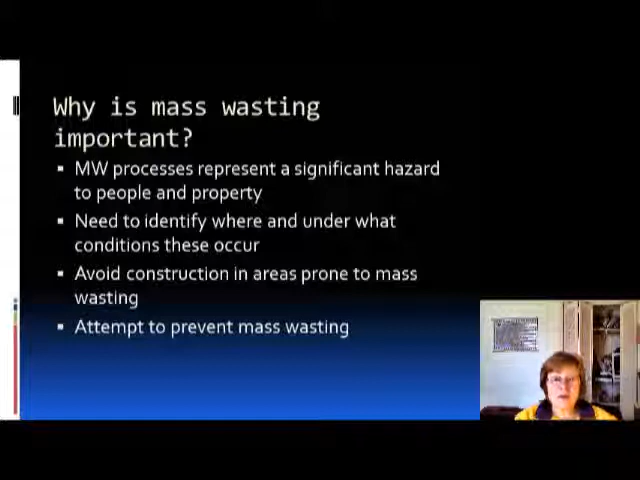 Why is mass wasting
important?
▪ MW processes represent a significant hazard
to people and property
▪ Need to identify where and under what
conditions these occur
▪ Avoid construction in areas prone to mass
wasting
▪ Attempt to prevent mass wasting